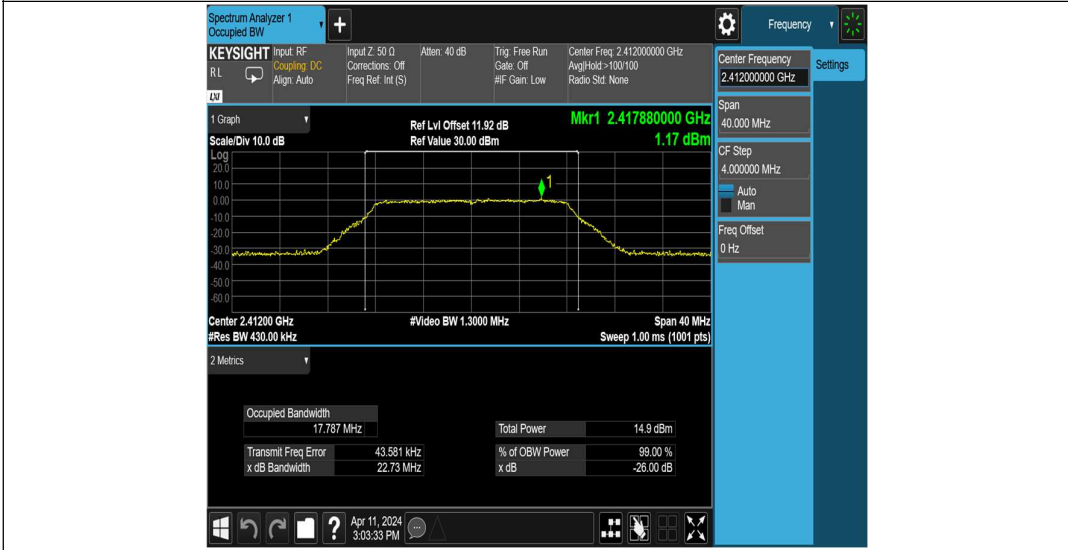 Spectrum Analyzer 1
Occupied BW
Frequency
KEYSIGHT
RL
LXI
Input: RF
Coupling: DC
Align: Auto
Input Z: 50 Ω
Corrections: Off
Freq Ref: Int (S)
Atten: 40 dB
Trig: Free Run
Gate: Off
#IF Gain: Low
Center Freq: 2.412000000 GHz
Avg|Hold:>100/100
Radio Std: None
Center Frequency
2.412000000 GHz
Settings
Span
40.000 MHz
CF Step
4.000000 MHz
Auto
Man
Freq Offset
0 Hz
1 Graph
Scale/Div 10.0 dB
Ref Lvl Offset 11.92 dB
Ref Value 30.00 dBm
Mkr1 2.417880000 GHz
1.17 dBm
Log
20.0
10.0
0.00
-10.0
-20.0
-30.0
-40.0
-50.0
-60.0
1
Center 2.41200 GHz
#Res BW 430.00 kHz
#Video BW 1.3000 MHz
Span 40 MHz
Sweep 1.00 ms (1001 pts)
2 Metrics
Occupied Bandwidth
17.787 MHz
Total Power 14.9 dBm
Transmit Freq Error 43.581 kHz
% of OBW Power 99.00 %
x dB Bandwidth 22.73 MHz
x dB -26.00 dB
?
Apr 11, 2024
3:03:33 PM